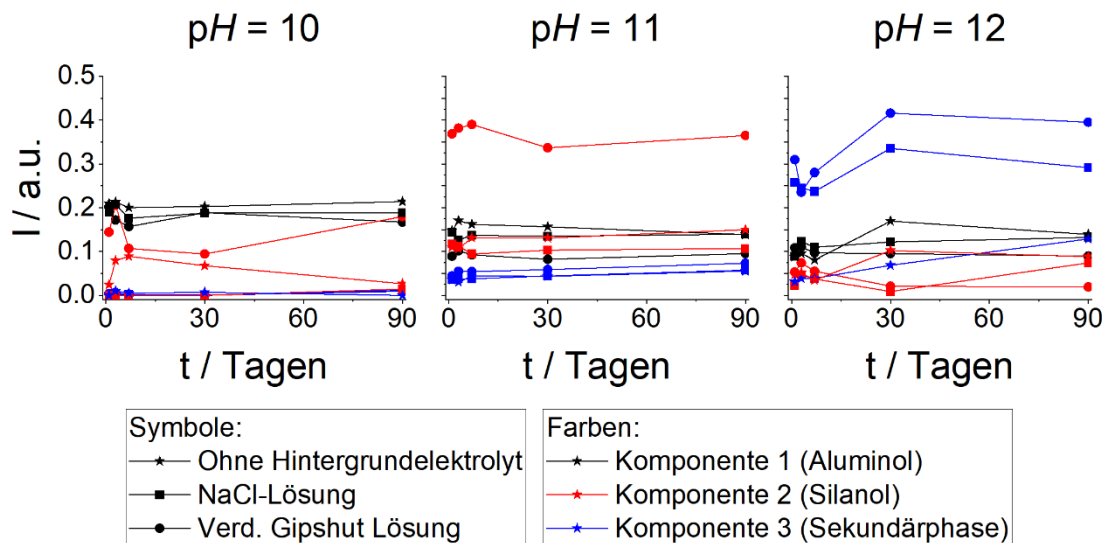 pH = 10
pH = 11
pH = 12
I / a.u.
0.5
0.4
0.3
0.2
0.1
0.0
0 30 60 90
0 30 60 90
0 30 60 90
t / Tagen
t / Tagen
t / Tagen
Symbole:
Ohne Hintergrundelektrolyt
NaCl-Lösung
Verd. Gipshut Lösung
Farben:
Komponente 1 (Aluminol)
Komponente 2 (Silanol)
Komponente 3 (Sekundärphase)